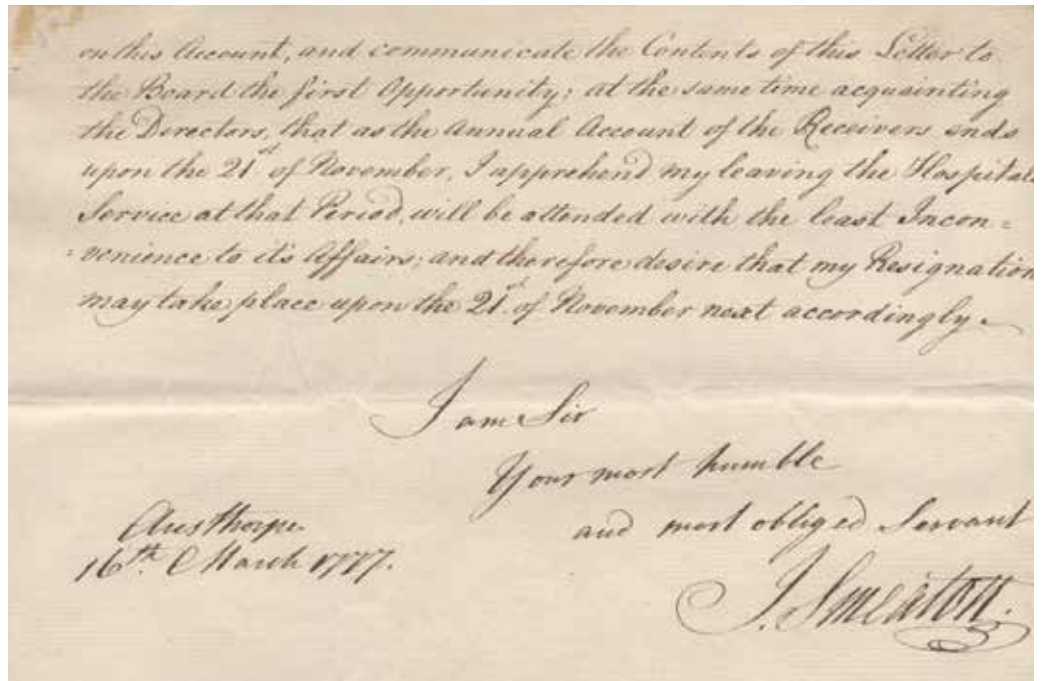 on this Account, and communicate the Contents of this Letter to
the Board the first Opportunity; at the same time acquainting
the Directors, that as the Annual Account of the Receivers ends
upon the 21st of November, I apprehend my leaving the Hospitals
Service at that Period, will be attended with the least Incon=
=venience to it's Affairs; and therefore desire that my Resignation
may take place upon the 21st. of November next accordingly.
I am Sir
Your most humble
and most obliged Servant
Austhorpe
16th. March 1777.
J. Smeaton.